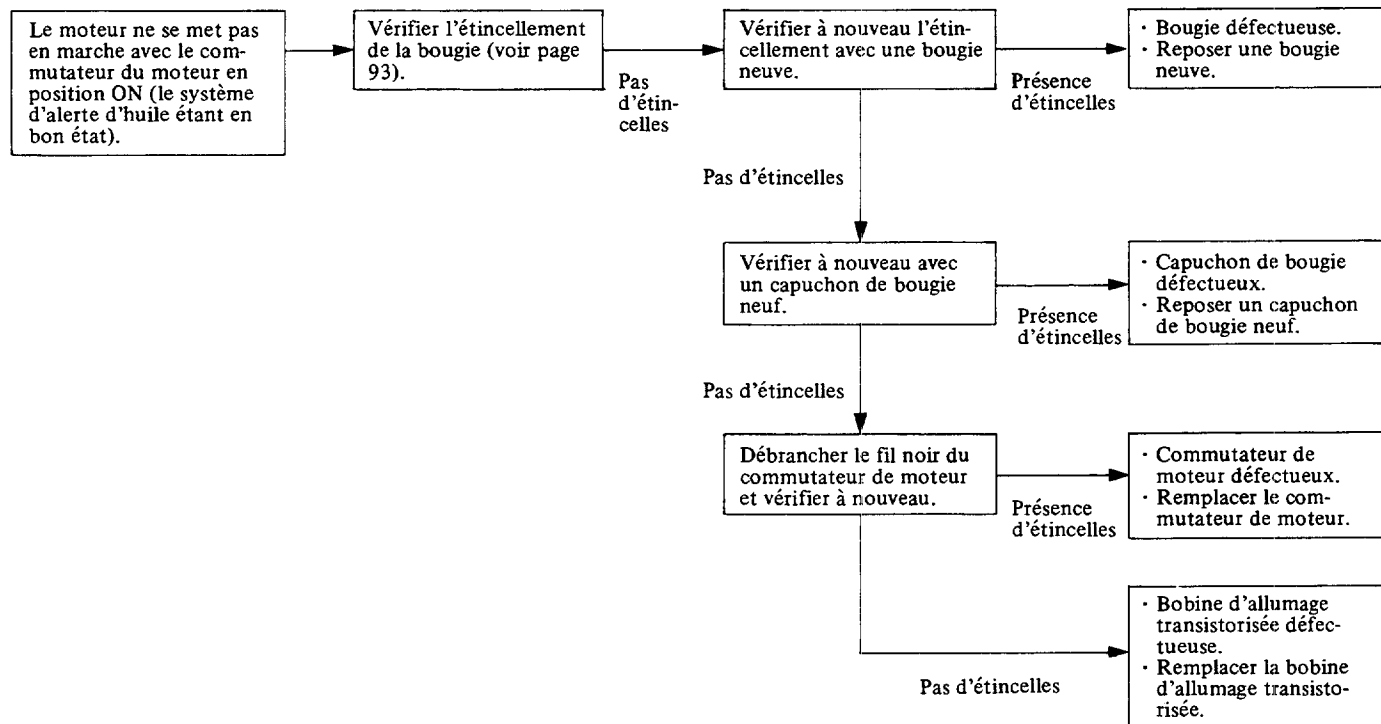 Le moteur ne se met pas
en marche avec le com-
mutateur du moteur en
position ON (le système
d'alerte d'huile étant en
bon état).
Vérifier l'étincellement
de la bougie (voir page
93).
Pas
d'étin-
celles
Vérifier à nouveau l'étin-
cellement avec une bougie
neuve.
Présence
d'étincelles
· Bougie défectueuse.
· Reposer une bougie
neuve.
Pas d'étincelles
Vérifier à nouveau avec
un capuchon de bougie
neuf.
Présence
d'étincelles
· Capuchon de bougie
défectueux.
· Reposer un capuchon
de bougie neuf.
Pas d'étincelles
Débrancher le fil noir du
commutateur de moteur
et vérifier à nouveau.
Présence
d'étincelles
· Commutateur de
moteur défectueux.
· Remplacer le com-
mutateur de moteur.
Pas d'étincelles
· Bobine d'allumage
transistorisée défec-
tueuse.
· Remplacer la bobine
d'allumage transisto-
risée.